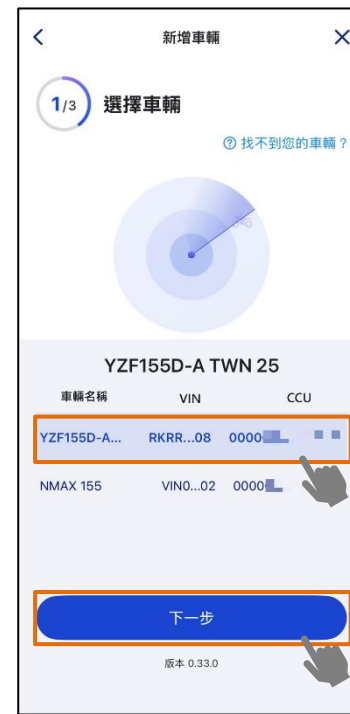 新增車輛
1/3 選擇車輛
? 找不到您的車輛？
YZF155D-A TWN 25
車輛名稱 VIN CCU
YZF155D-A... RKRR...08 0000
NMAX 155 VIN0...02 0000
下一步
版本 0.33.0